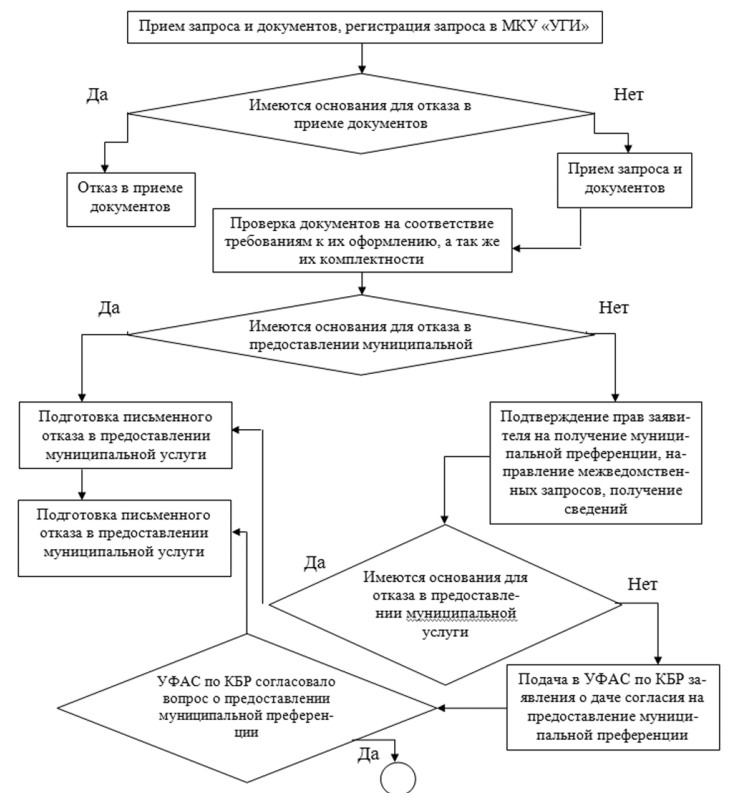 Прием запроса и документов, регистрация запроса в МКУ «УГИ»
Да
Нет
Имеются основания для отказа в
приеме документов
Отказ в приеме
документов
Прием запроса и
документов
Проверка документов на соответствие
требованиям к их оформлению, а так же
их комплектности
Да
Нет
Имеются основания для отказа в
предоставлении муниципальной
Подготовка письменного
отказа в предоставлении
муниципальной услуги
Подтверждение прав заяви-
теля на получение муници-
пальной преференции, на-
правление межведомствен-
ных запросов, получение
сведений
Подготовка письменного
отказа в предоставлении
муниципальной услуги
Да
Нет
Имеются основания для
отказа в предоставле-
нии муниципальной
услуги
УФАС по КБР согласовало
вопрос о предоставлении
муниципальной преферен-
ции
Подача в УФАС по КБР за-
явления о даче согласия на
предоставление муници-
пальной преференции
Да